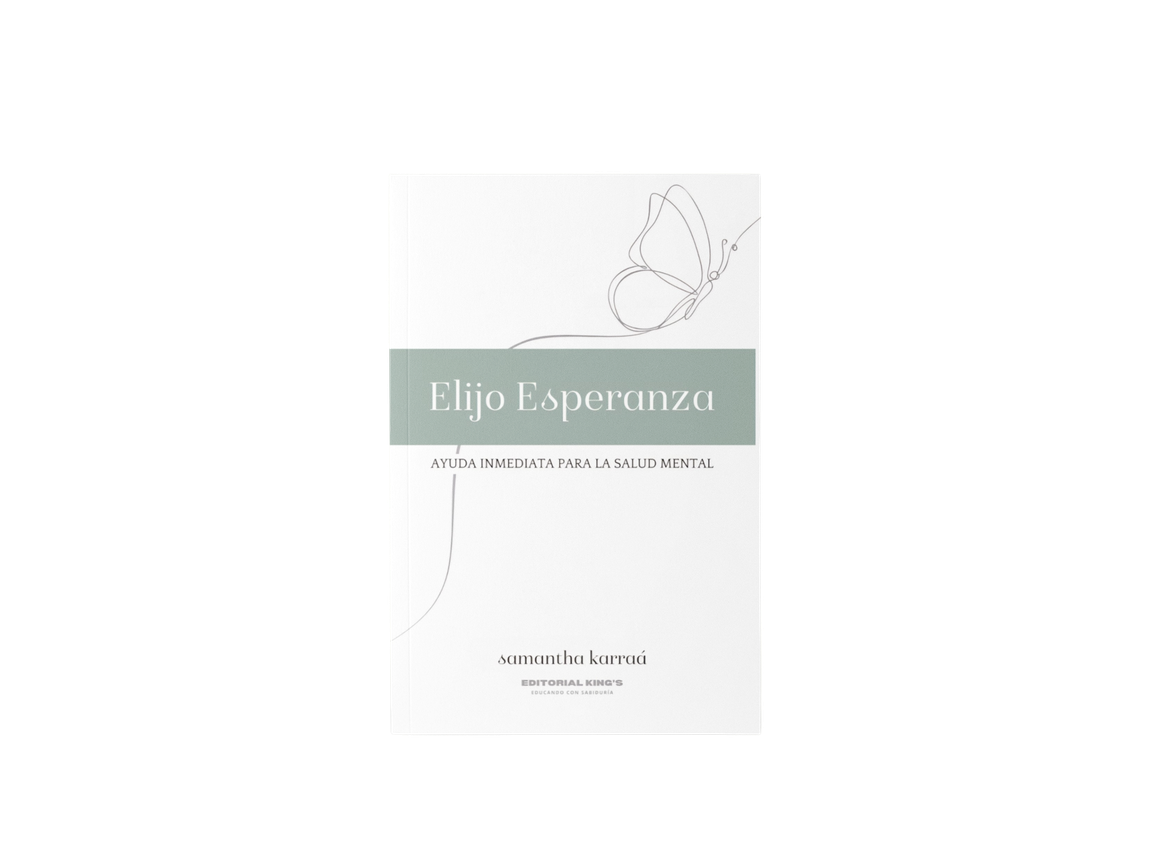 Elijo Esperanza
AYUDA INMEDIATA PARA LA SALUD MENTAL
samantha karraá
EDITORIAL KING'S
EDUCANDO CON SABIDURÍA